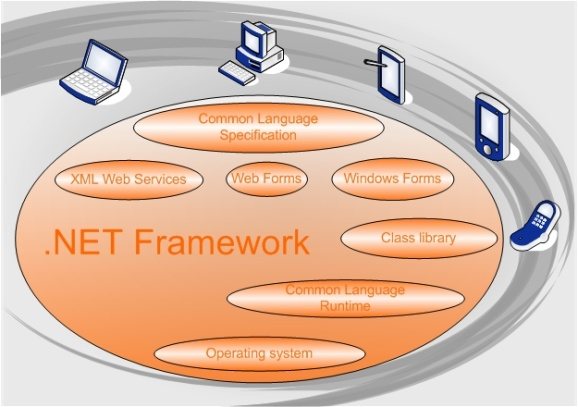 Common Language
Specification
XML Web Services
Web Forms
Windows Forms
.NET Framework
Class library
Common Language
Runtime
Operating system